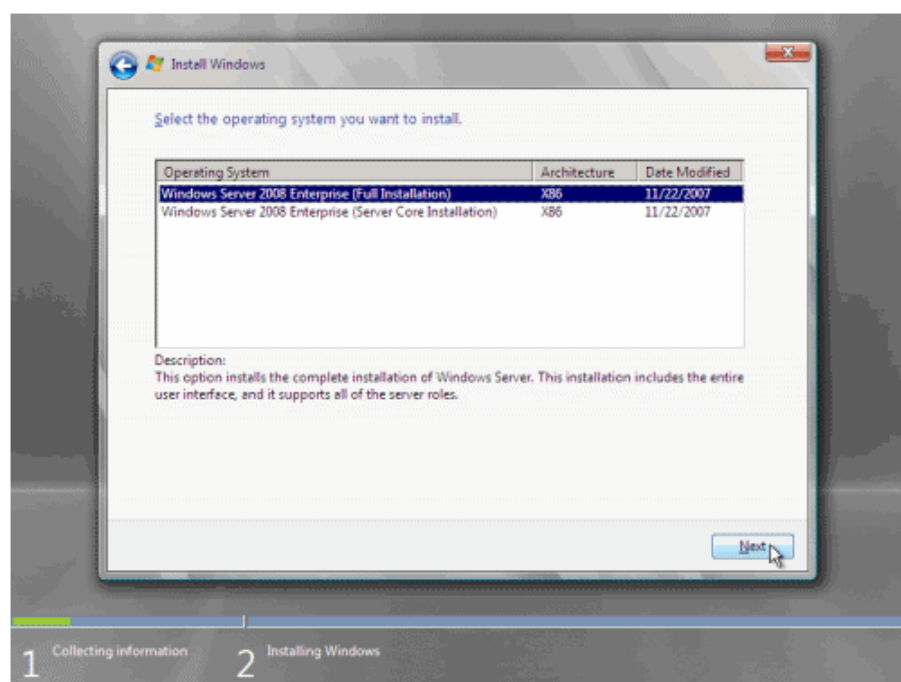 Install Windows
Select the operating system you want to install.
Operating System Architecture Date Modified
Windows Server 2008 Enterprise (Full Installation) X86 11/22/2007
Windows Server 2008 Enterprise (Server Core Installation) X86 11/22/2007
Description:
This option installs the complete installation of Windows Server. This installation includes the entire
user interface, and it supports all of the server roles.
Next
1 Collecting information 2 Installing Windows